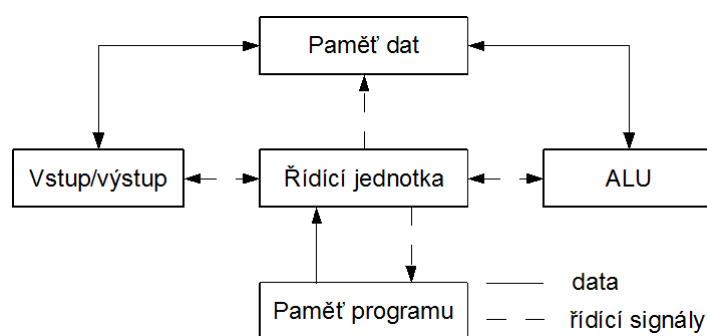 Paměť dat
Vstup/výstup
Řídící jednotka
ALU
Paměť programu
data
řídící signály